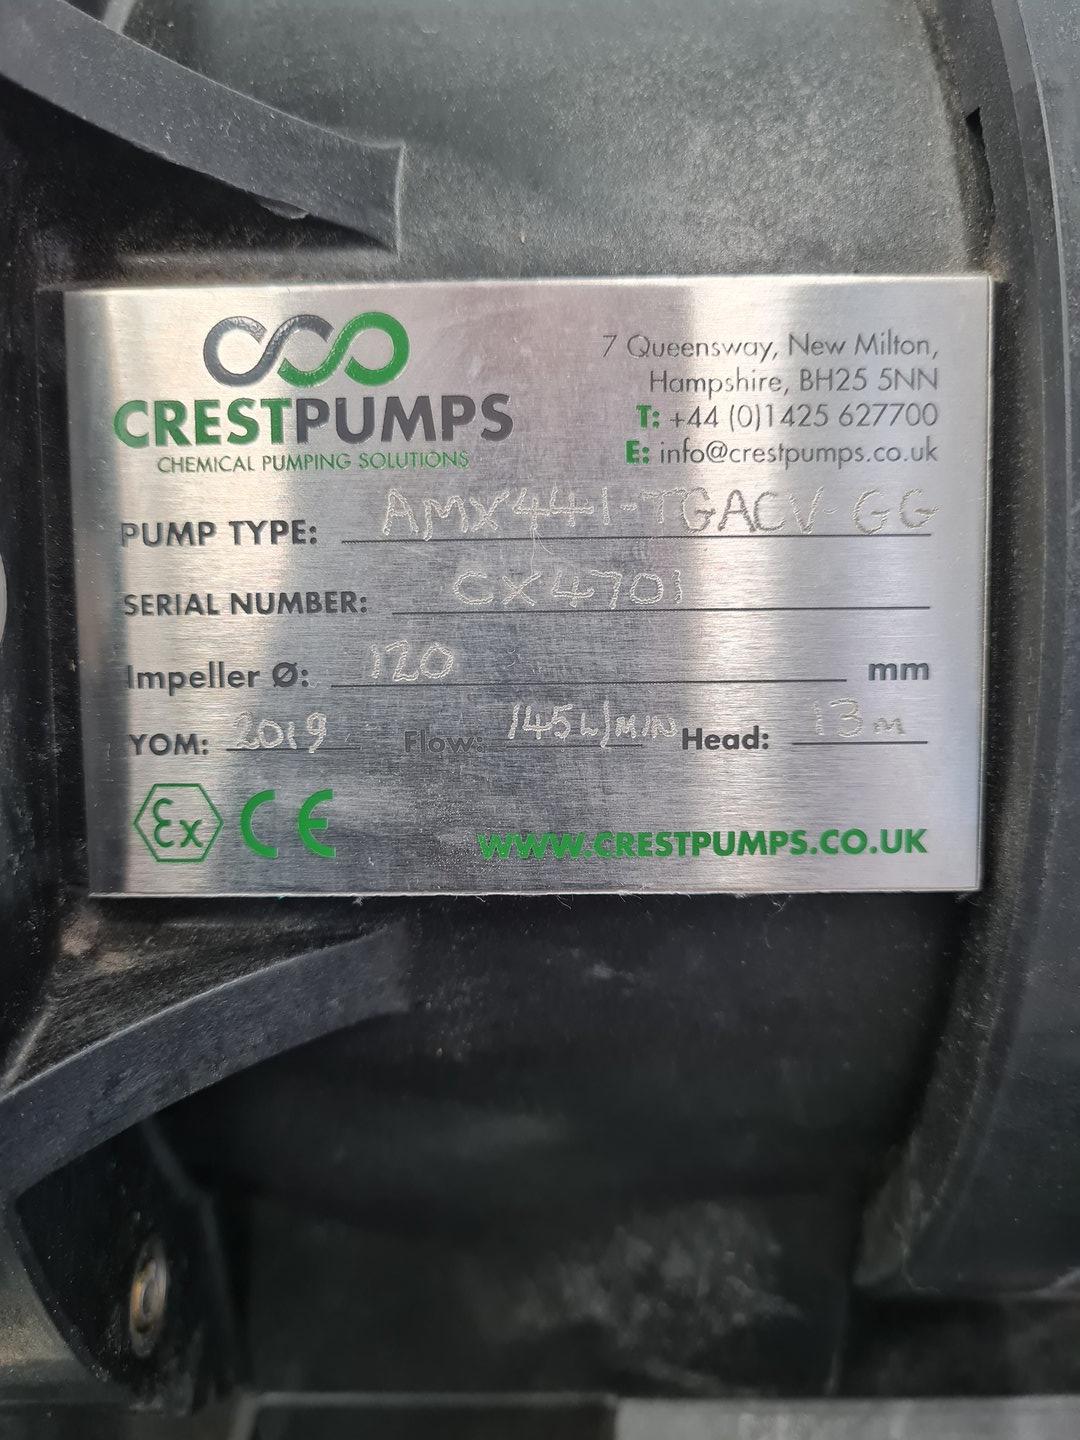 7 Queensway, New Milton,
Hampshire, BH25 5NN
T: +44 (0)1425 627700
E: info@crestpumps.co.uk
CRESTPUMPS
CHEMICAL PUMPING SOLUTIONS
PUMP TYPE: AMX441-TGACV-GG
SERIAL NUMBER: CX4701
Impeller Ø: 120 mm
YOM: 2019 Flow: 145L/MIN Head: 13m
Ex CE
WWW.CRESTPUMPS.CO.UK